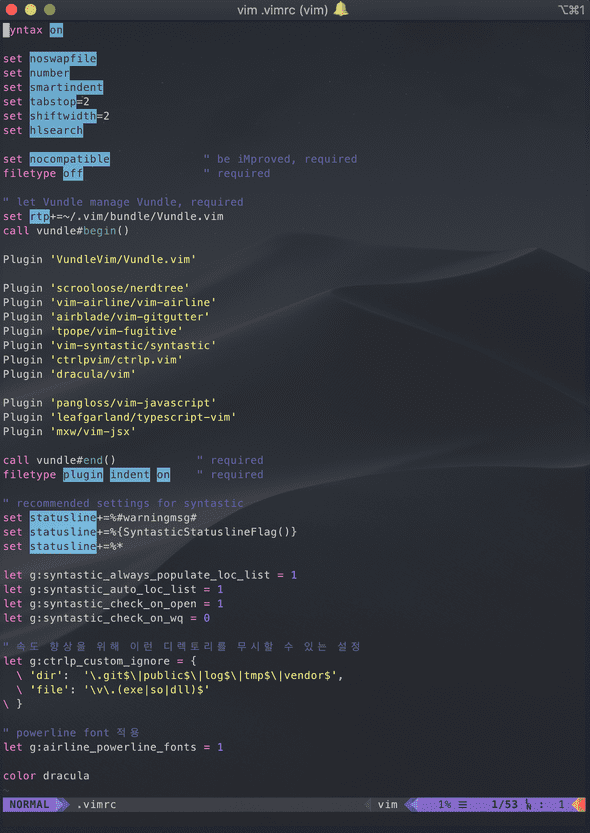 vim .vimrc (vim) 🔔
⌥⌘1
syntax on
set noswapfile
set number
set smartindent
set tabstop=2
set shiftwidth=2
set hlsearch
set nocompatible " be iMproved, required
filetype off " required
" let Vundle manage Vundle, required
set rtp+=~/.vim/bundle/Vundle.vim
call vundle#begin()
Plugin 'VundleVim/Vundle.vim'
Plugin 'scrooloose/nerdtree'
Plugin 'vim-airline/vim-airline'
Plugin 'airblade/vim-gitgutter'
Plugin 'tpope/vim-fugitive'
Plugin 'vim-syntastic/syntastic'
Plugin 'ctrlpvim/ctrlp.vim'
Plugin 'dracula/vim'
Plugin 'pangloss/vim-javascript'
Plugin 'leafgarland/typescript-vim'
Plugin 'mxw/vim-jsx'
call vundle#end() " required
filetype plugin indent on " required
" recommended settings for syntastic
set statusline+=%#warningmsg#
set statusline+=%{SyntasticStatuslineFlag()}
set statusline+=%*
let g:syntastic_always_populate_loc_list = 1
let g:syntastic_auto_loc_list = 1
let g:syntastic_check_on_open = 1
let g:syntastic_check_on_wq = 0
" 속도 향상을 위해 이런 디렉토리를 무시할 수 있는 설정
let g:ctrlp_custom_ignore = {
\ 'dir': '\.git$\|public$\|log$\|tmp$\|vendor$',
\ 'file': '\v\.(exe|so|dll)$'
\ }
" powerline font 적용
let g:airline_powerline_fonts = 1
color dracula
~
NORMAL .vimrc vim 1% ☰ 1/53 ㏑ : 1